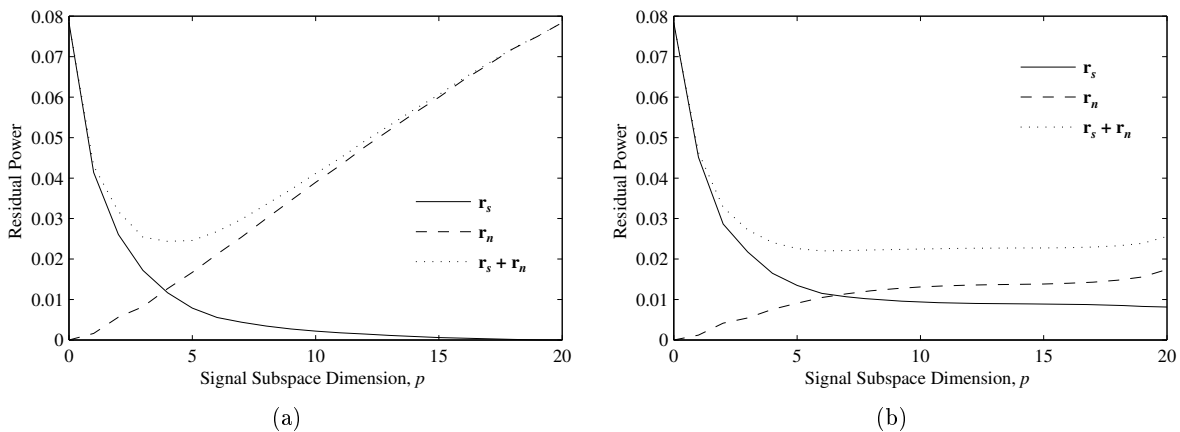 0.08
0.07
0.06
0.05
0.04
0.03
0.02
0.01
0
Residual Power
r_s
r_n
r_s + r_n
0 5 10 15 20
Signal Subspace Dimension, p
(a)
0.08
0.07
0.06
0.05
0.04
0.03
0.02
0.01
0
Residual Power
r_s
r_n
r_s + r_n
0 5 10 15 20
Signal Subspace Dimension, p
(b)